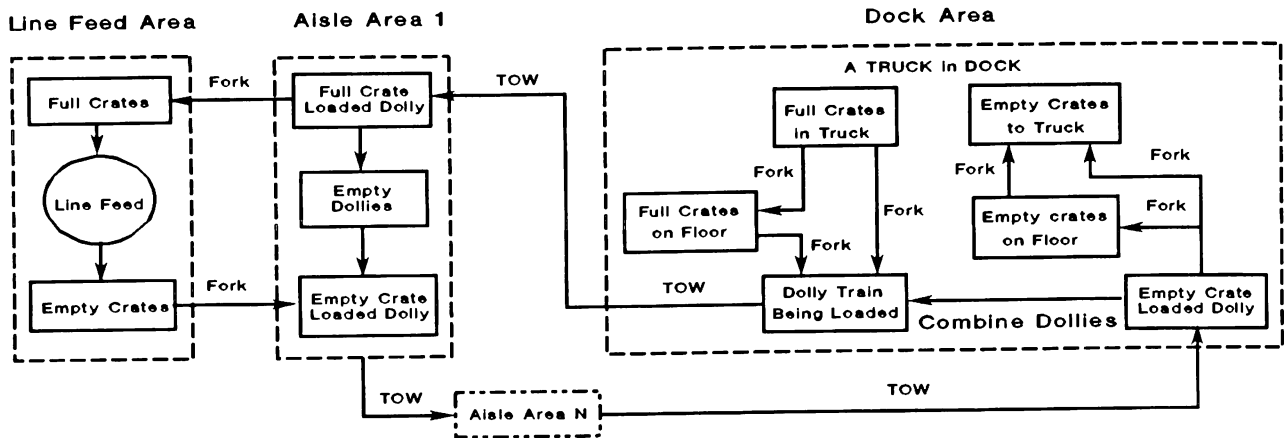 Line Feed Area
Aisle Area 1
Dock Area
A TRUCK in DOCK
Fork
TOW
Full Crates
Full Crate
Loaded Dolly
Full Crates
in Truck
Empty Crates
to Truck
Fork
Fork
Fork
Line Feed
Empty
Dollies
Full Crates
on Floor
Fork
Empty crates
on Floor
Fork
Fork
Empty Crates
Fork
Empty Crate
Loaded Dolly
TOW
Dolly Train
Being Loaded
Combine Dollies
Empty Crate
Loaded Dolly
TOW
Aisle Area N
TOW